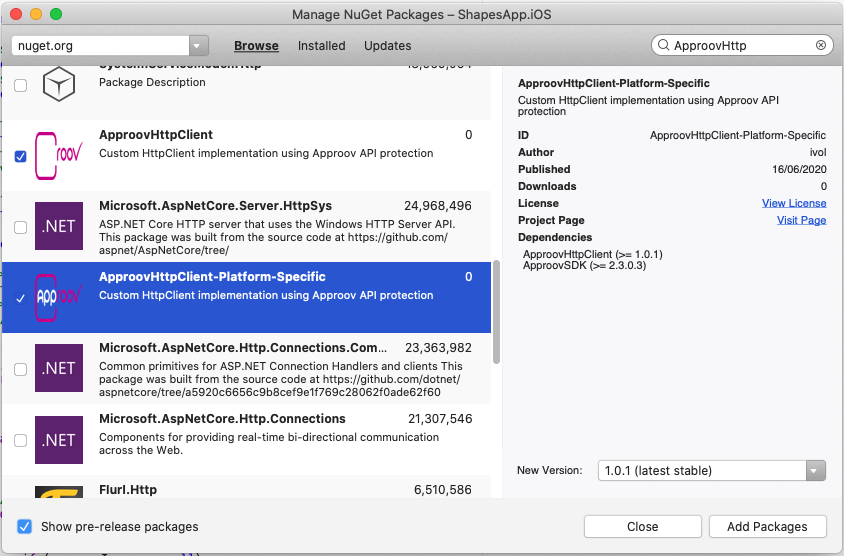 Manage NuGet Packages – ShapesApp.iOS
nuget.org
Browse
Installed
Updates
ApproovHttp
Package Description
ApproovHttpClient
0
Custom HttpClient implementation using Approov API protection
Microsoft.AspNetCore.Server.HttpSys
24,968,496
ASP.NET Core HTTP server that uses the Windows HTTP Server API.
This package was built from the source code at https://github.com/
aspnet/AspNetCore/tree/
.NET
ApproovHttpClient-Platform-Specific
0
Custom HttpClient implementation using Approov API protection
Microsoft.AspNetCore.Http.Connections.Com...
23,363,982
Common primitives for ASP.NET Connection Handlers and clients This
package was built from the source code at https://github.com/dotnet/
aspnetcore/tree/a5920c6656c9b8cef9e1f769c28062f0ade62f60
.NET
Microsoft.AspNetCore.Http.Connections
21,307,546
Components for providing real-time bi-directional communication
across the Web.
.NET
Flurl.Http
6,510,586
ApproovHttpClient-Platform-Specific
Custom HttpClient implementation using Approov API
protection
ID
ApproovHttpClient-Platform-Specific
Author
ivol
Published
16/06/2020
Downloads
0
License
View License
Project Page
Visit Page
Dependencies
ApproovHttpClient (>= 1.0.1)
ApproovSDK (>= 2.3.0.3)
New Version:
1.0.1 (latest stable)
Show pre-release packages
Close
Add Packages